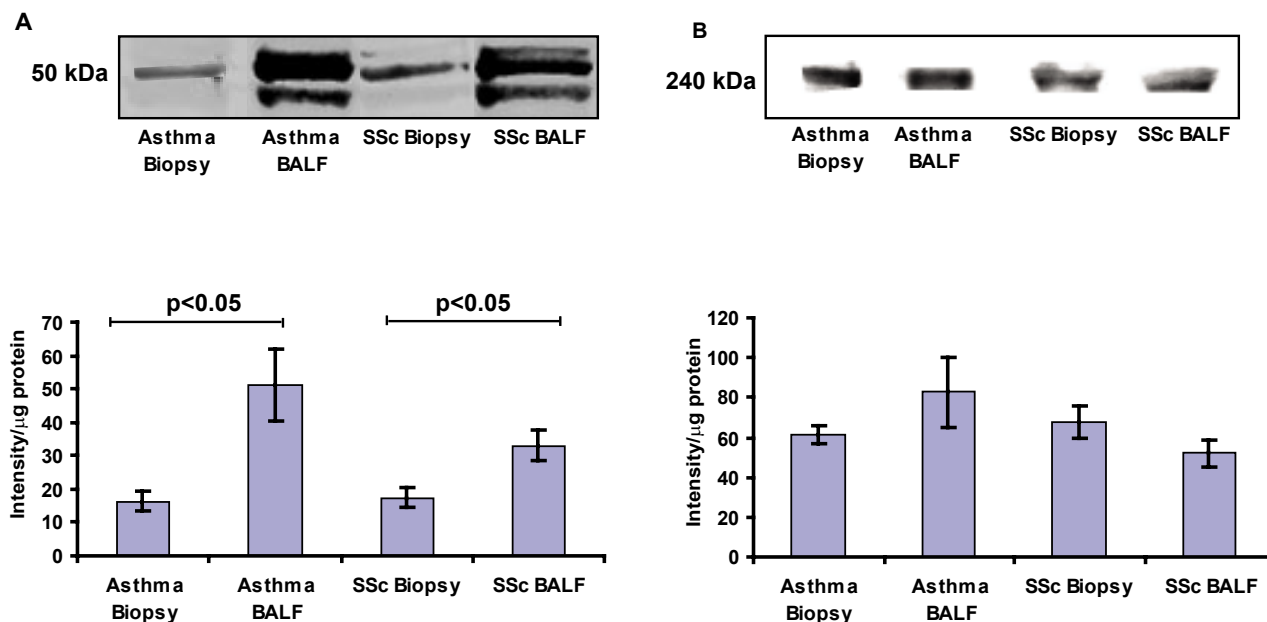 A
50 kDa
Asthma Biopsy
Asthma BALF
SSc Biopsy
SSc BALF
B
240 kDa
Asthma Biopsy
Asthma BALF
SSc Biopsy
SSc BALF
p<0.05
p<0.05
Intensity/μg protein
70
60
50
40
30
20
10
0
Asthma Biopsy
Asthma BALF
SSc Biopsy
SSc BALF
Intensity/μg protein
120
100
80
60
40
20
0
Asthma Biopsy
Asthma BALF
SSc Biopsy
SSc BALF